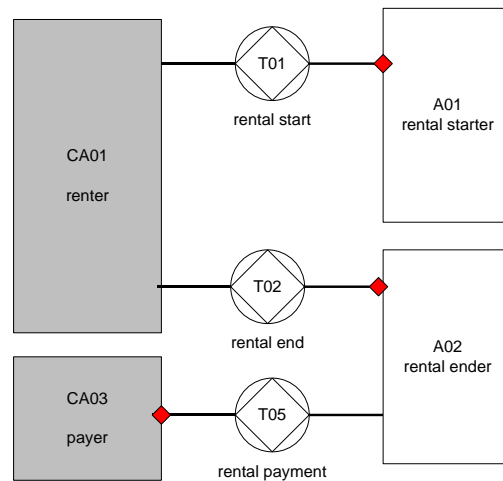 T01
rental start
A01
rental starter
CA01
renter
T02
rental end
A02
rental ender
CA03
payer
T05
rental payment